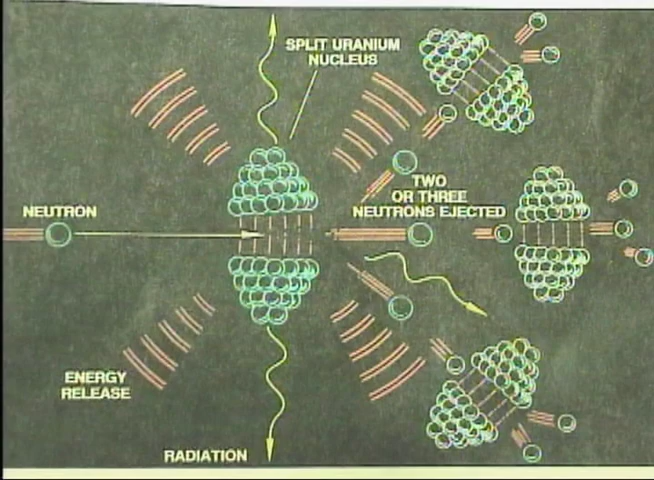 SPLIT URANIUM
NUCLEUS
NEUTRON
TWO
OR THREE
NEUTRONS EJECTED
ENERGY
RELEASE
RADIATION